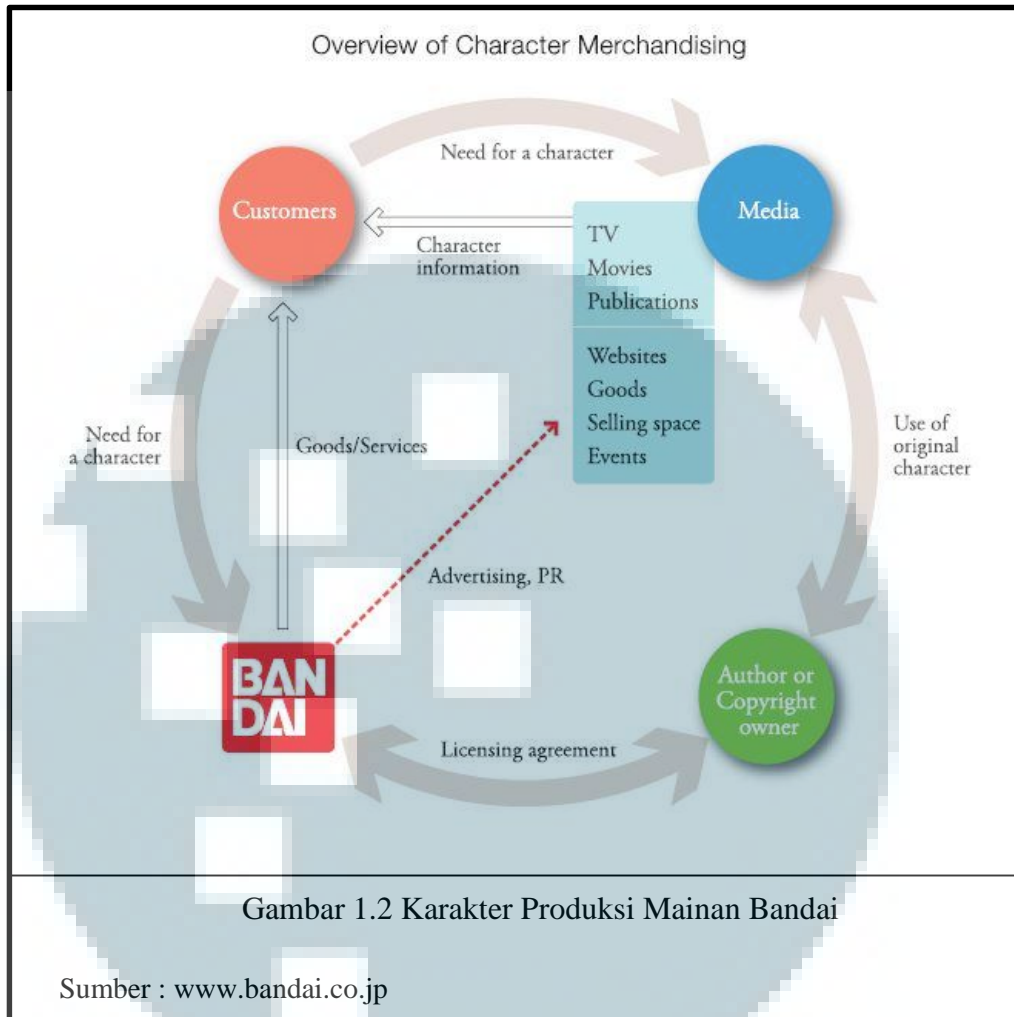 Overview of Character Merchandising
Need for a character
Customers
Media
Character
information
TV
Movies
Publications
Websites
Goods
Selling space
Events
Need for
a character
Goods/Services
Use of
original
character
Advertising, PR
BAN
DAI
Author or
Copyright
owner
Licensing agreement
Gambar 1.2 Karakter Produksi Mainan Bandai
Sumber : www.bandai.co.jp